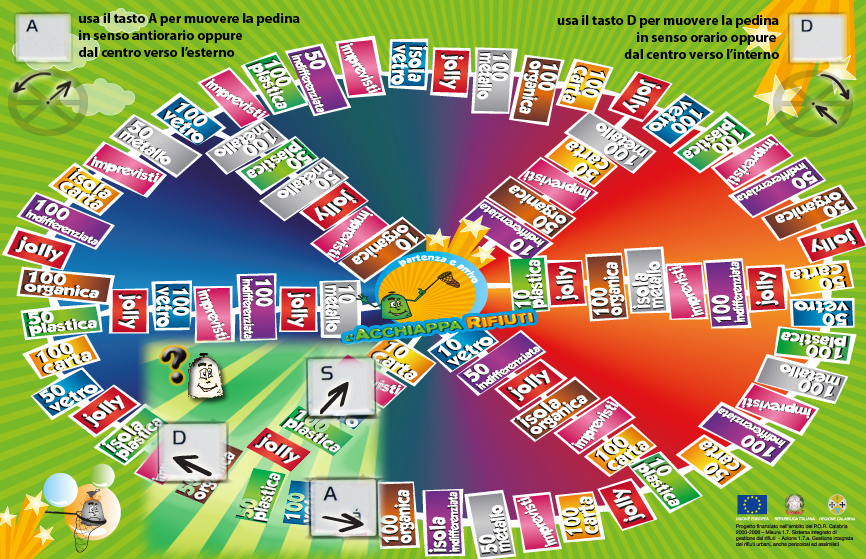 A
usa il tasto A per muovere la pedina
in senso antiorario oppure
dal centro verso l'esterno
usa il tasto D per muovere la pedina
in senso orario oppure
dal centro verso l'interno
D
imprevisti
100 plastica
50 indifferenziata
imprevisti
isola vetro
jolly
100 metallo
100 organica
100 carta
jolly
100 vetro
100 plastica
imprevisti
50 indifferenziata
50 organica
jolly
50 carta
50 vetro
100 plastica
100 metallo
imprevisti
100 indifferenziata
50 carta
10 plastica
jolly
100 carta
imprevisti
50 metallo
isola indifferenziata
100 organica
jolly
50 plastica
isola plastica
jolly
50 vetro
100 carta
50 plastica
100 organica
jolly
100 indifferenziata
isola carta
imprevisti
50 metallo
100 vetro
100 metallo
50 plastica
50 metallo
jolly
imprevisti
10 organica
100 metallo
50 carta
imprevisti
50 organica
10 indifferenziata
jolly
100 vetro
imprevisti
100 indifferenziata
jolly
10 metallo
partenza e arrivo
L'ACCHIAPPA RIFIUTI
10 plastica
jolly
100 organica
isola metallo
imprevisti
100 indifferenziata
jolly
10 carta
10 vetro
50 indifferenziata
jolly
isola organica
imprevisti
100 carta
?
S
D
A
jolly
100 plastica
50 plastica
UNIONE EUROPEA
REPUBBLICA ITALIANA
REGIONE CALABRIA
Progetto finanziato nell'ambito del P.O.R. Calabria
2000-2006 – Misura 1.7. Sistema integrato di
gestione dei rifiuti - Azione 1.7.a. Gestione integrata
dei rifiuti urbani, anche pericolosi ed assimilati